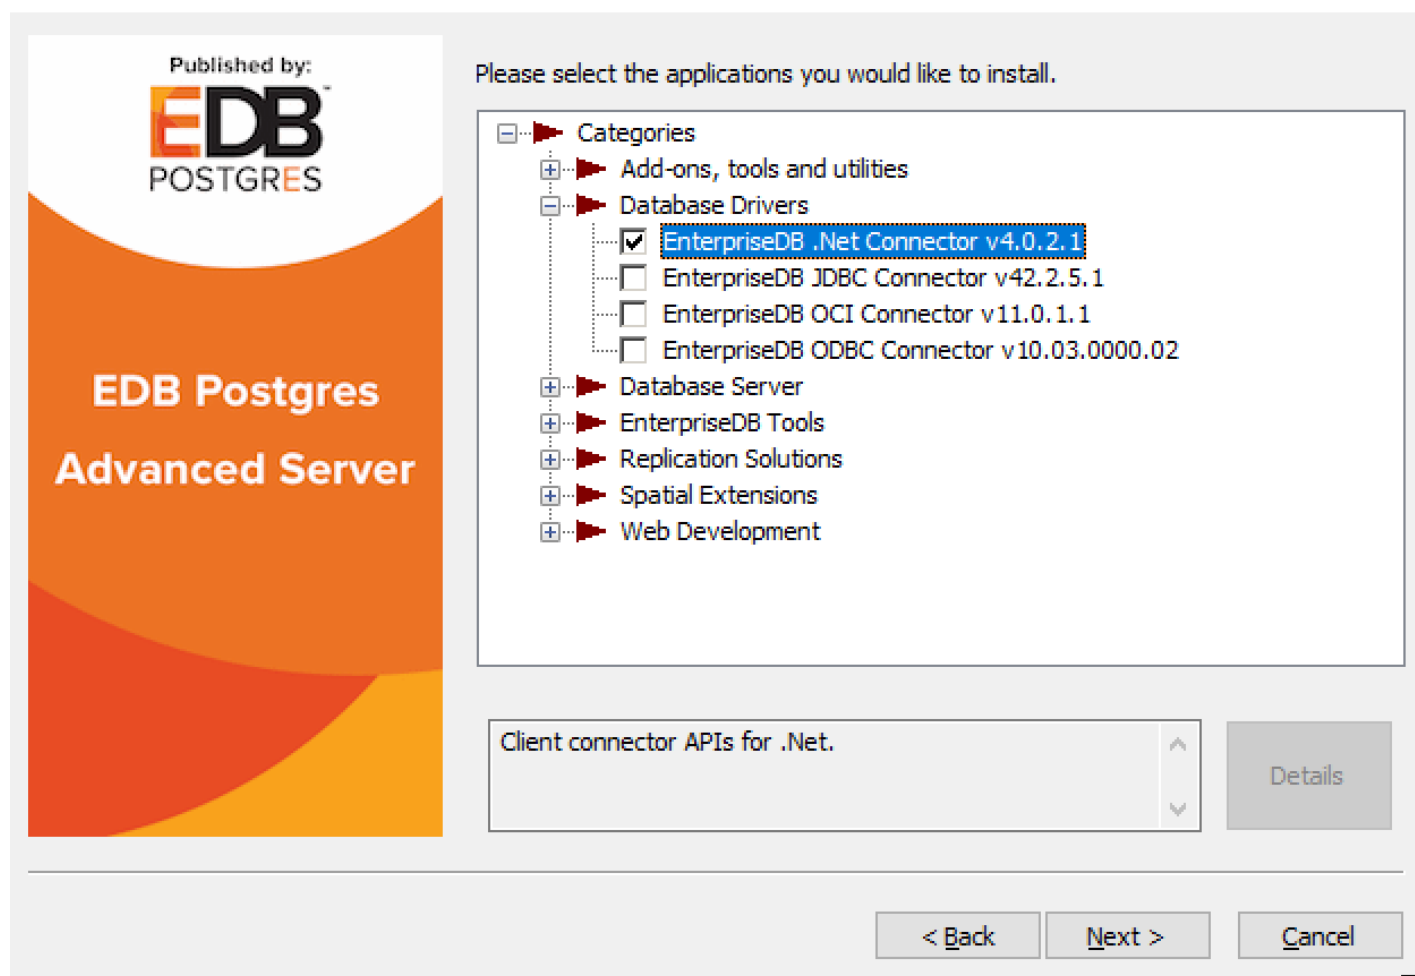 Published by:
EDB™
POSTGRES
EDB Postgres
Advanced Server
Please select the applications you would like to install.
Categories
Add-ons, tools and utilities
Database Drivers
EnterpriseDB .Net Connector v4.0.2.1
EnterpriseDB JDBC Connector v42.2.5.1
EnterpriseDB OCI Connector v11.0.1.1
EnterpriseDB ODBC Connector v10.03.0000.02
Database Server
EnterpriseDB Tools
Replication Solutions
Spatial Extensions
Web Development
Client connector APIs for .Net.
Details
< Back
Next >
Cancel